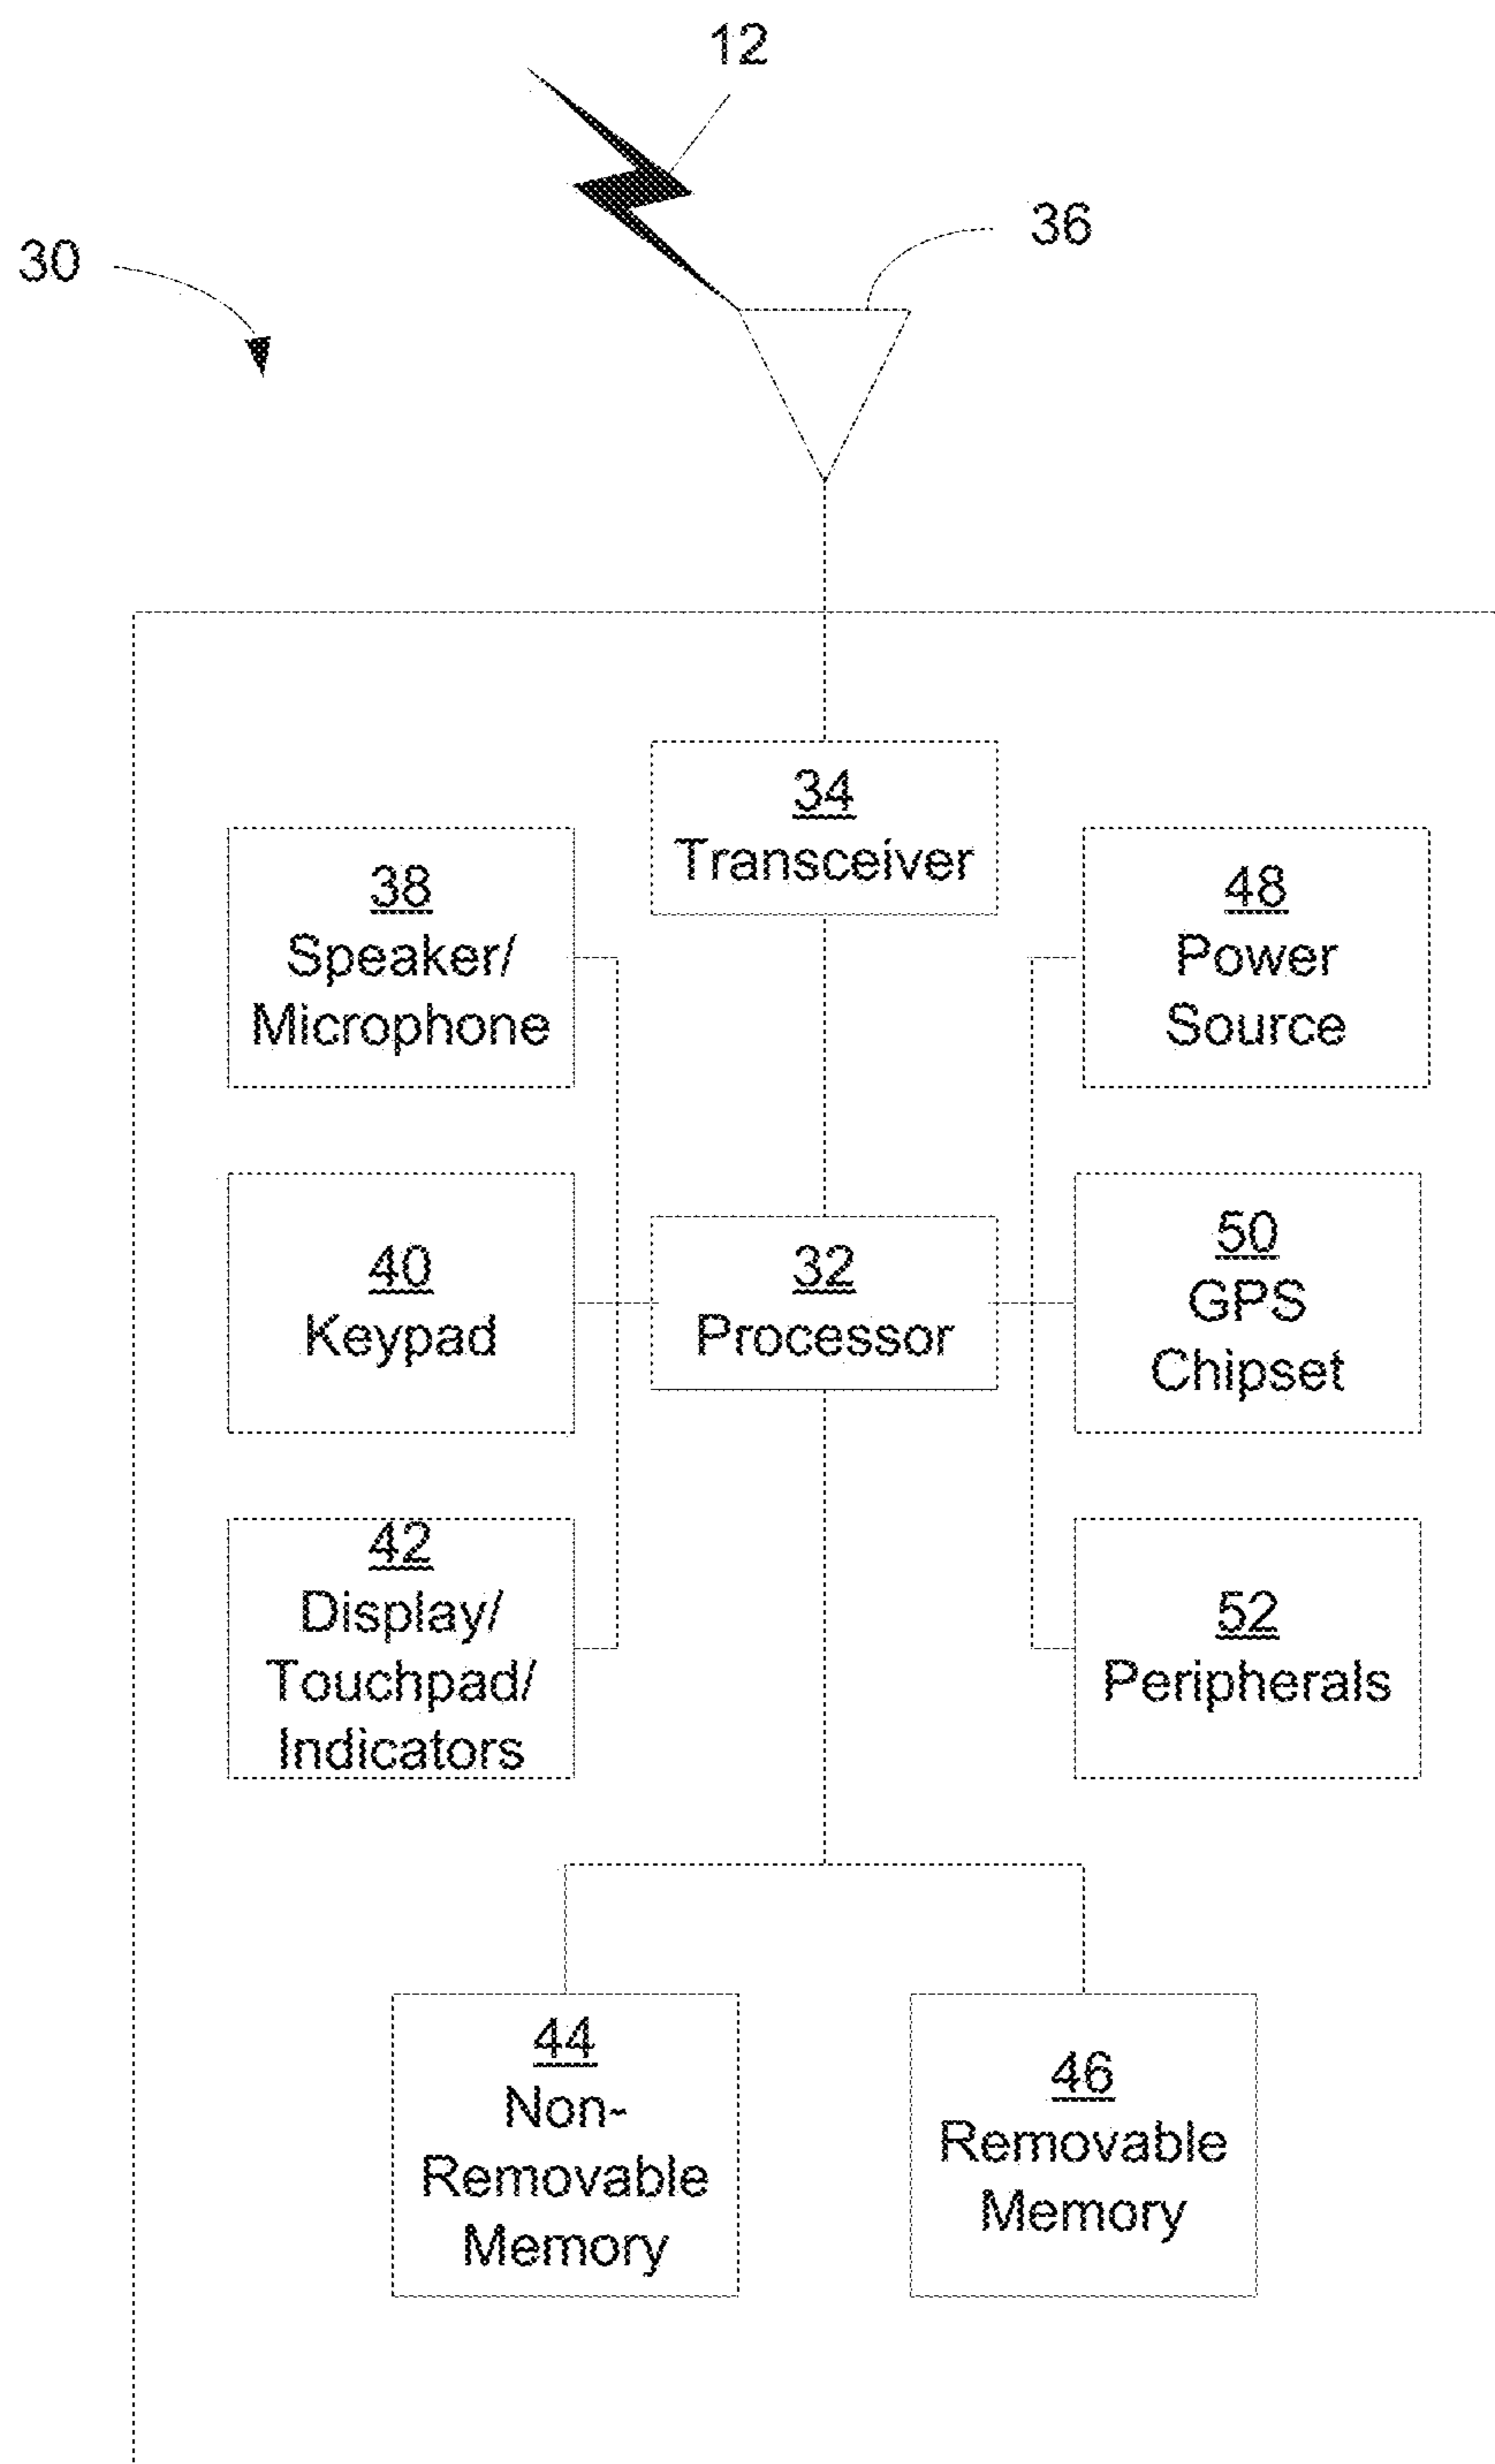 12
36
30
34
Transceiver
38
Speaker/
Microphone
48
Power
Source
40
Keypad
32
Processor
50
GPS
Chipset
42
Display/
Touchpad/
Indicators
52
Peripherals
44
Non-
Removable
Memory
46
Removable
Memory